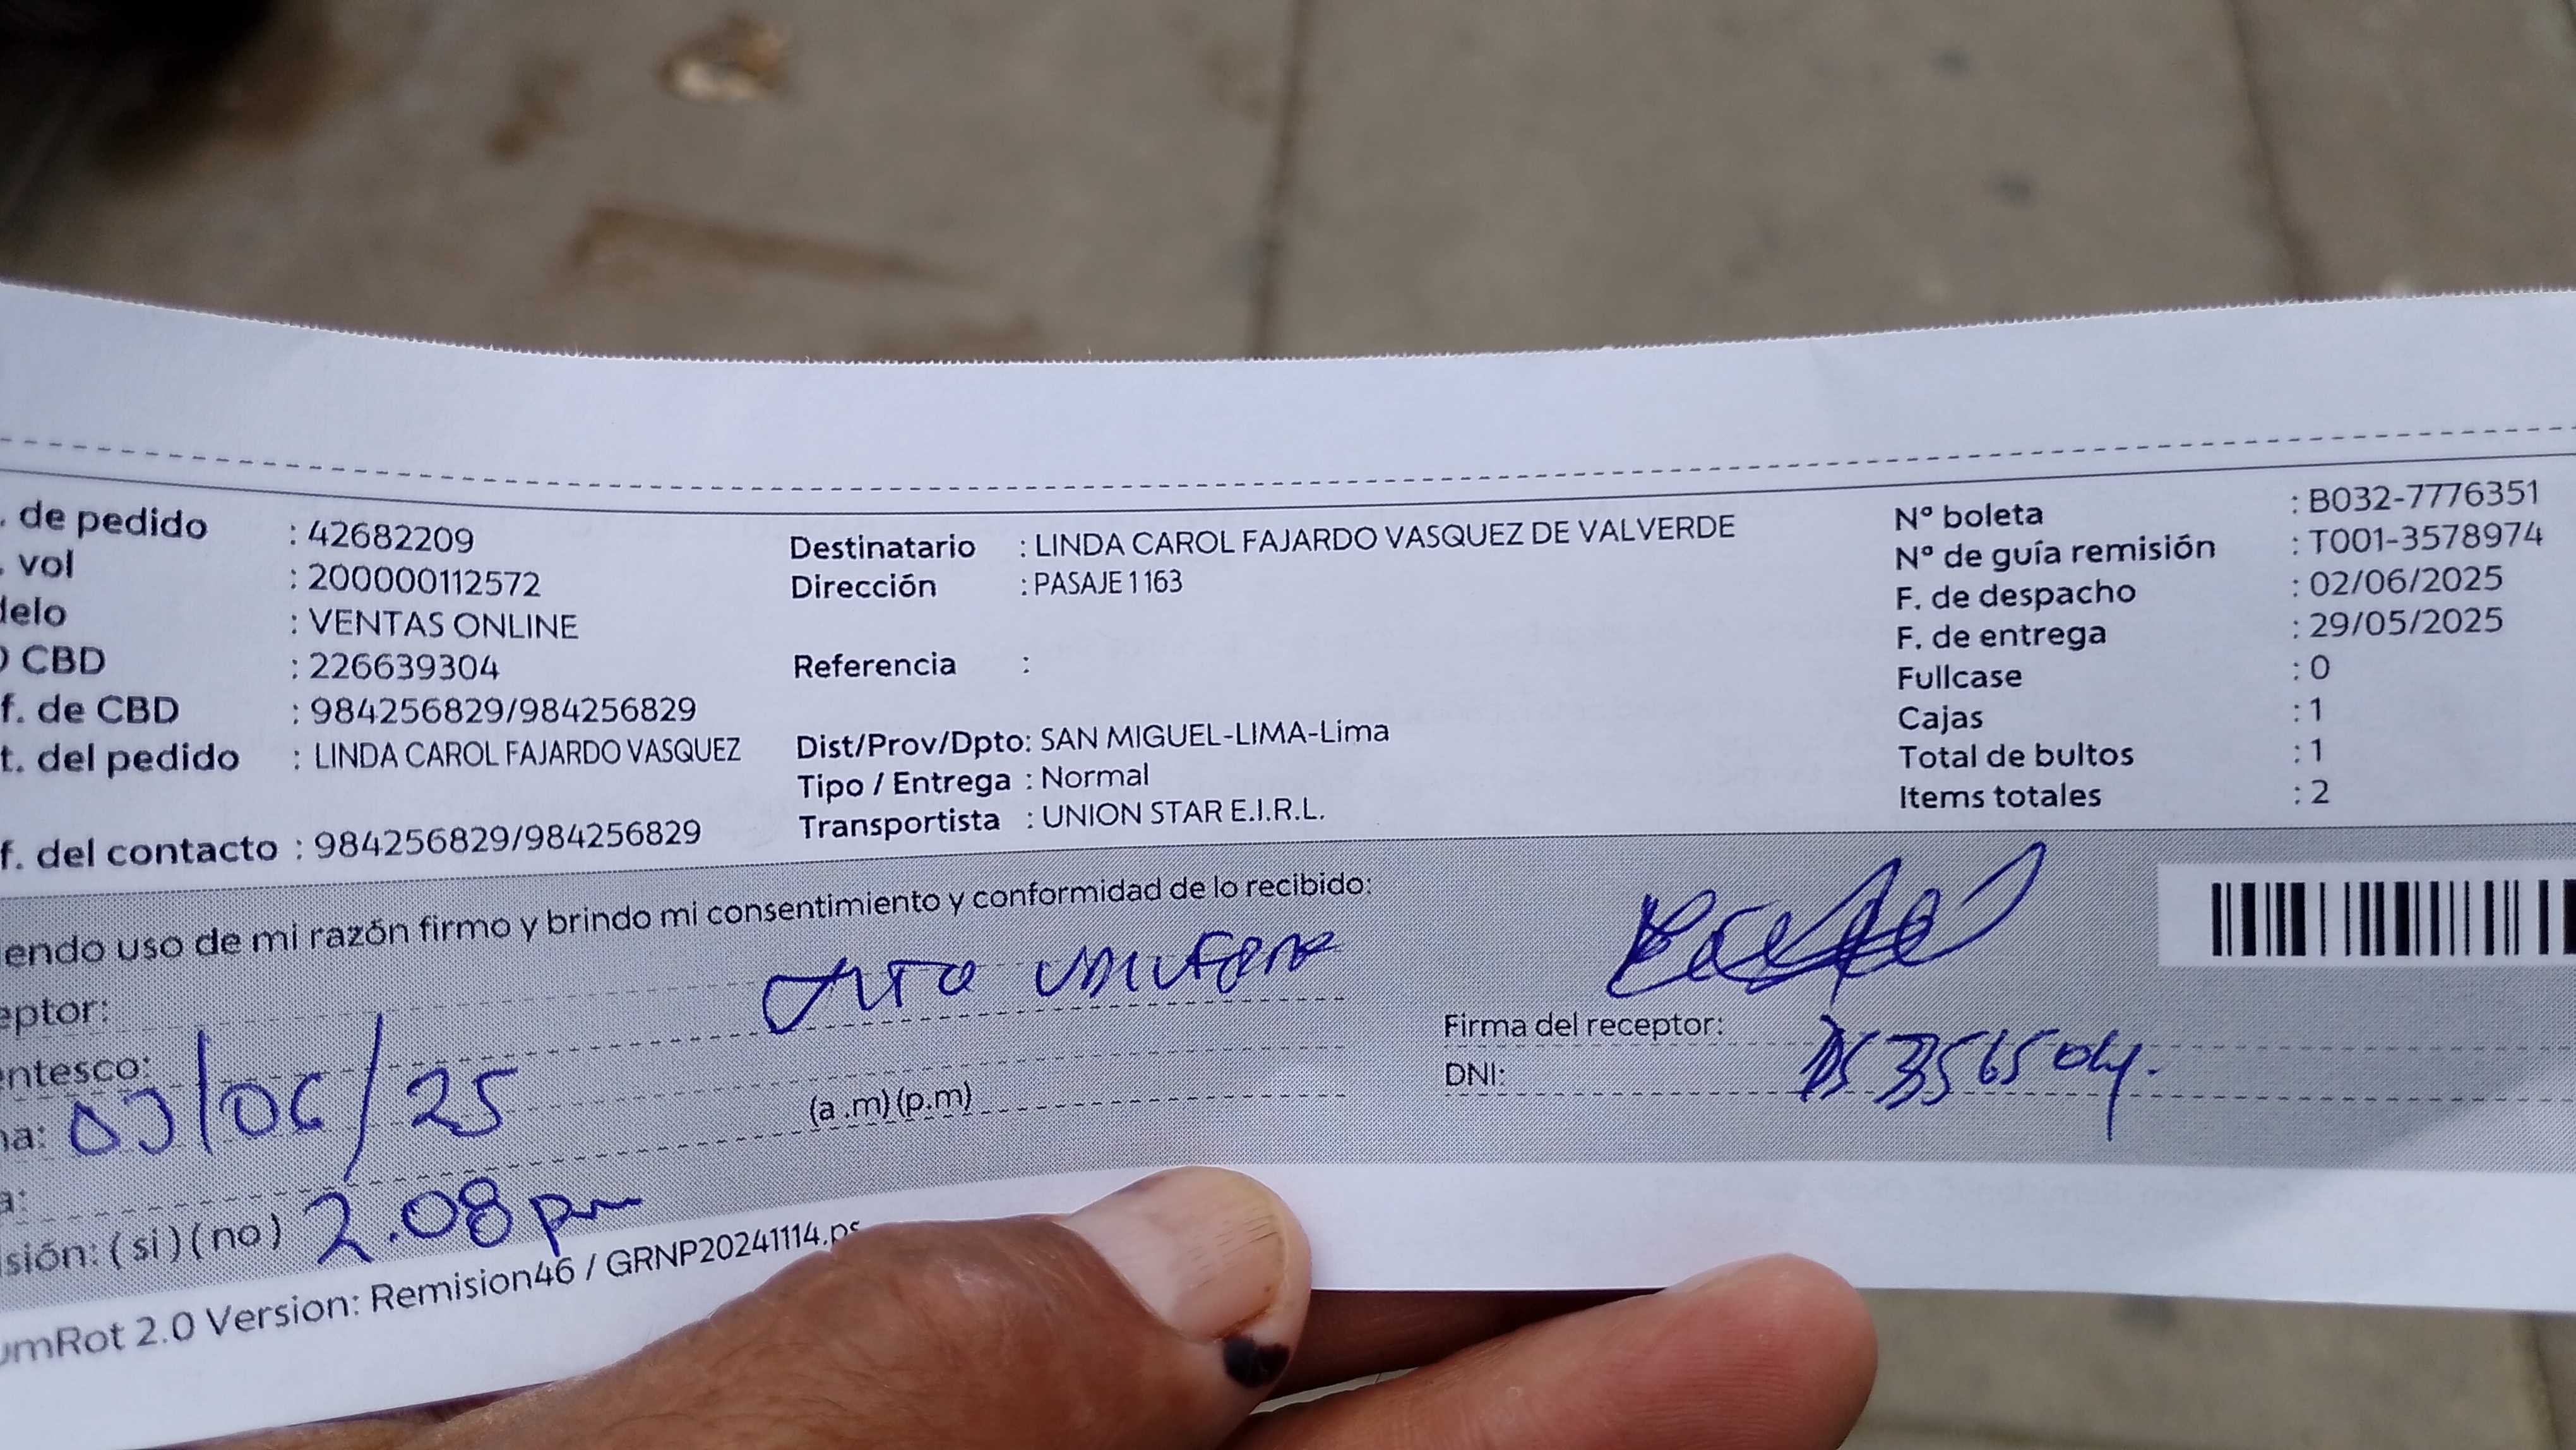 . de pedido : 42682209
. vol : 200000112572
delo : VENTAS ONLINE
CBD : 226639304
f. de CBD : 984256829/984256829
t. del pedido : LINDA CAROL FAJARDO VASQUEZ
f. del contacto : 984256829/984256829
Destinatario : LINDA CAROL FAJARDO VASQUEZ DE VALVERDE
Dirección : PASAJE 1 163
Referencia :
Dist/Prov/Dpto: SAN MIGUEL-LIMA-Lima
Tipo / Entrega : Normal
Transportista : UNION STAR E.I.R.L.
Nº boleta : B032-7776351
Nº de guía remisión : T001-3578974
F. de despacho : 02/06/2025
F. de entrega : 29/05/2025
Fullcase : 0
Cajas : 1
Total de bultos : 1
Items totales : 2
endo uso de mi razón firmo y brindo mi consentimiento y conformidad de lo recibido:
eptor:
entesco:
na: 03/06/25
(a .m) (p.m)
a:
sión: ( si ) ( no ) 2.08 pm
Firma del receptor:
DNI:
umRot 2.0 Version: Remision46 / GRNP20241114.ps